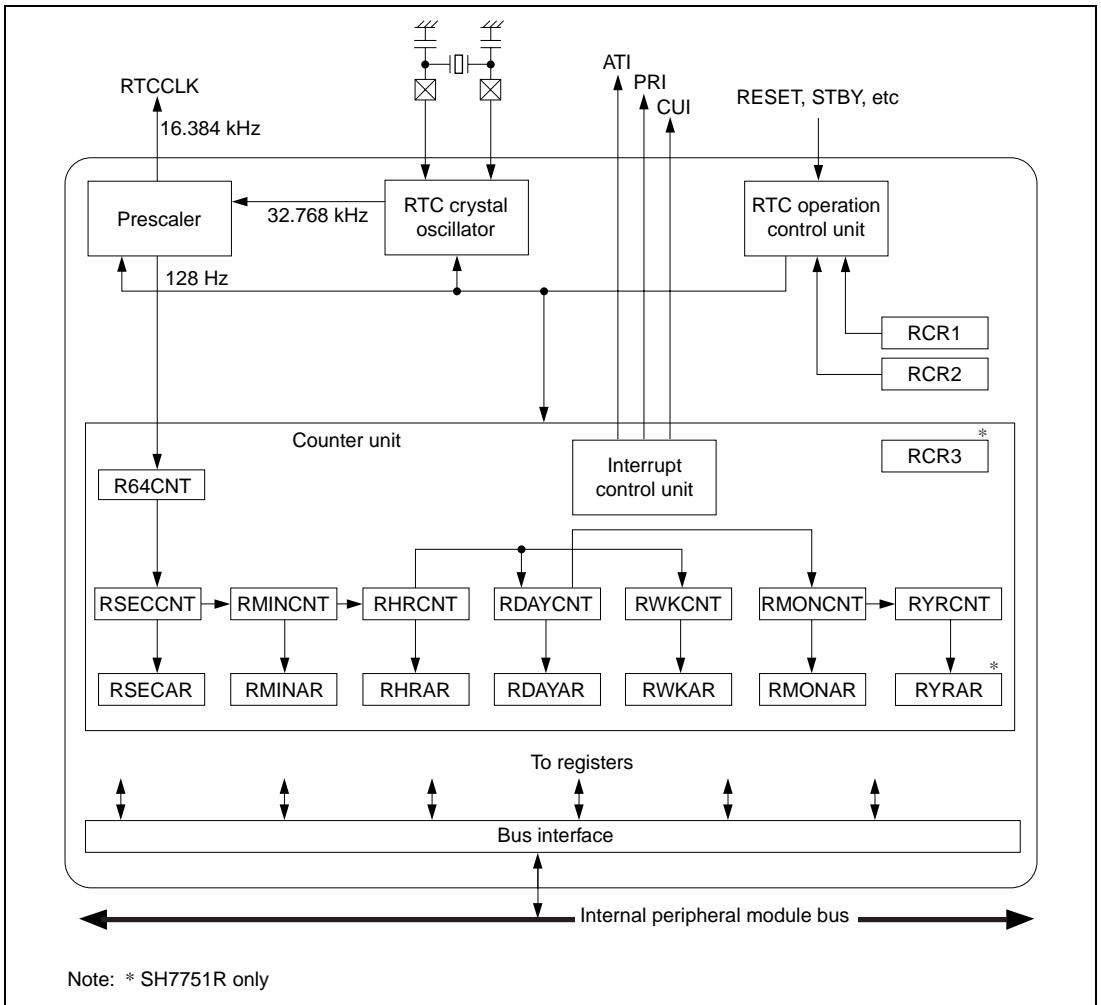 ATI
PRI
CUI
RTCCLK
RESET, STBY, etc
16.384 kHz
Prescaler
32.768 kHz
RTC crystal
oscillator
RTC operation
control unit
128 Hz
RCR1
RCR2
Counter unit
*
RCR3
Interrupt
control unit
R64CNT
RSECCNT
RMINCNT
RHRCNT
RDAYCNT
RWKCNT
RMONCNT
RYRCNT
*
RSECAR
RMINAR
RHRAR
RDAYAR
RWKAR
RMONAR
RYRAR
To registers
Bus interface
Internal peripheral module bus
Note: * SH7751R only